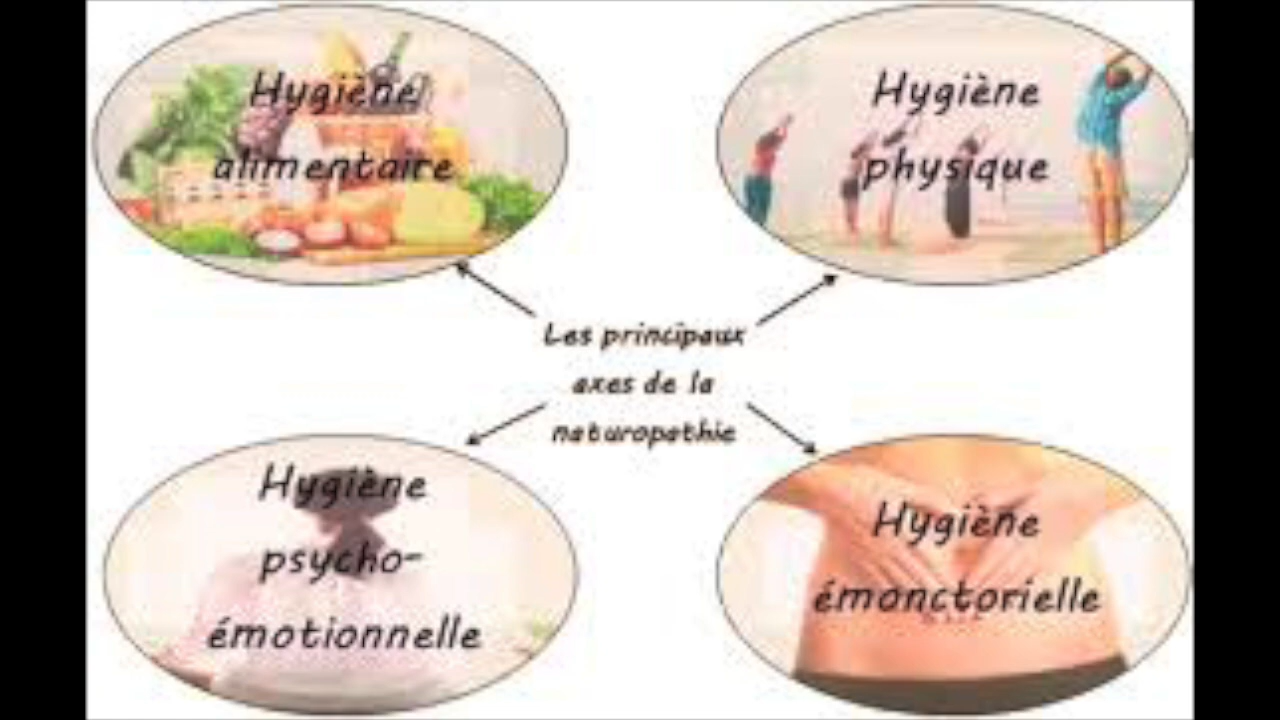 Hygiène
alimentaire
Hygiène
physique
Les principaux
axes de la
naturopathie
Hygiène
psycho-
émotionnelle
Hygiène
émonctorielle